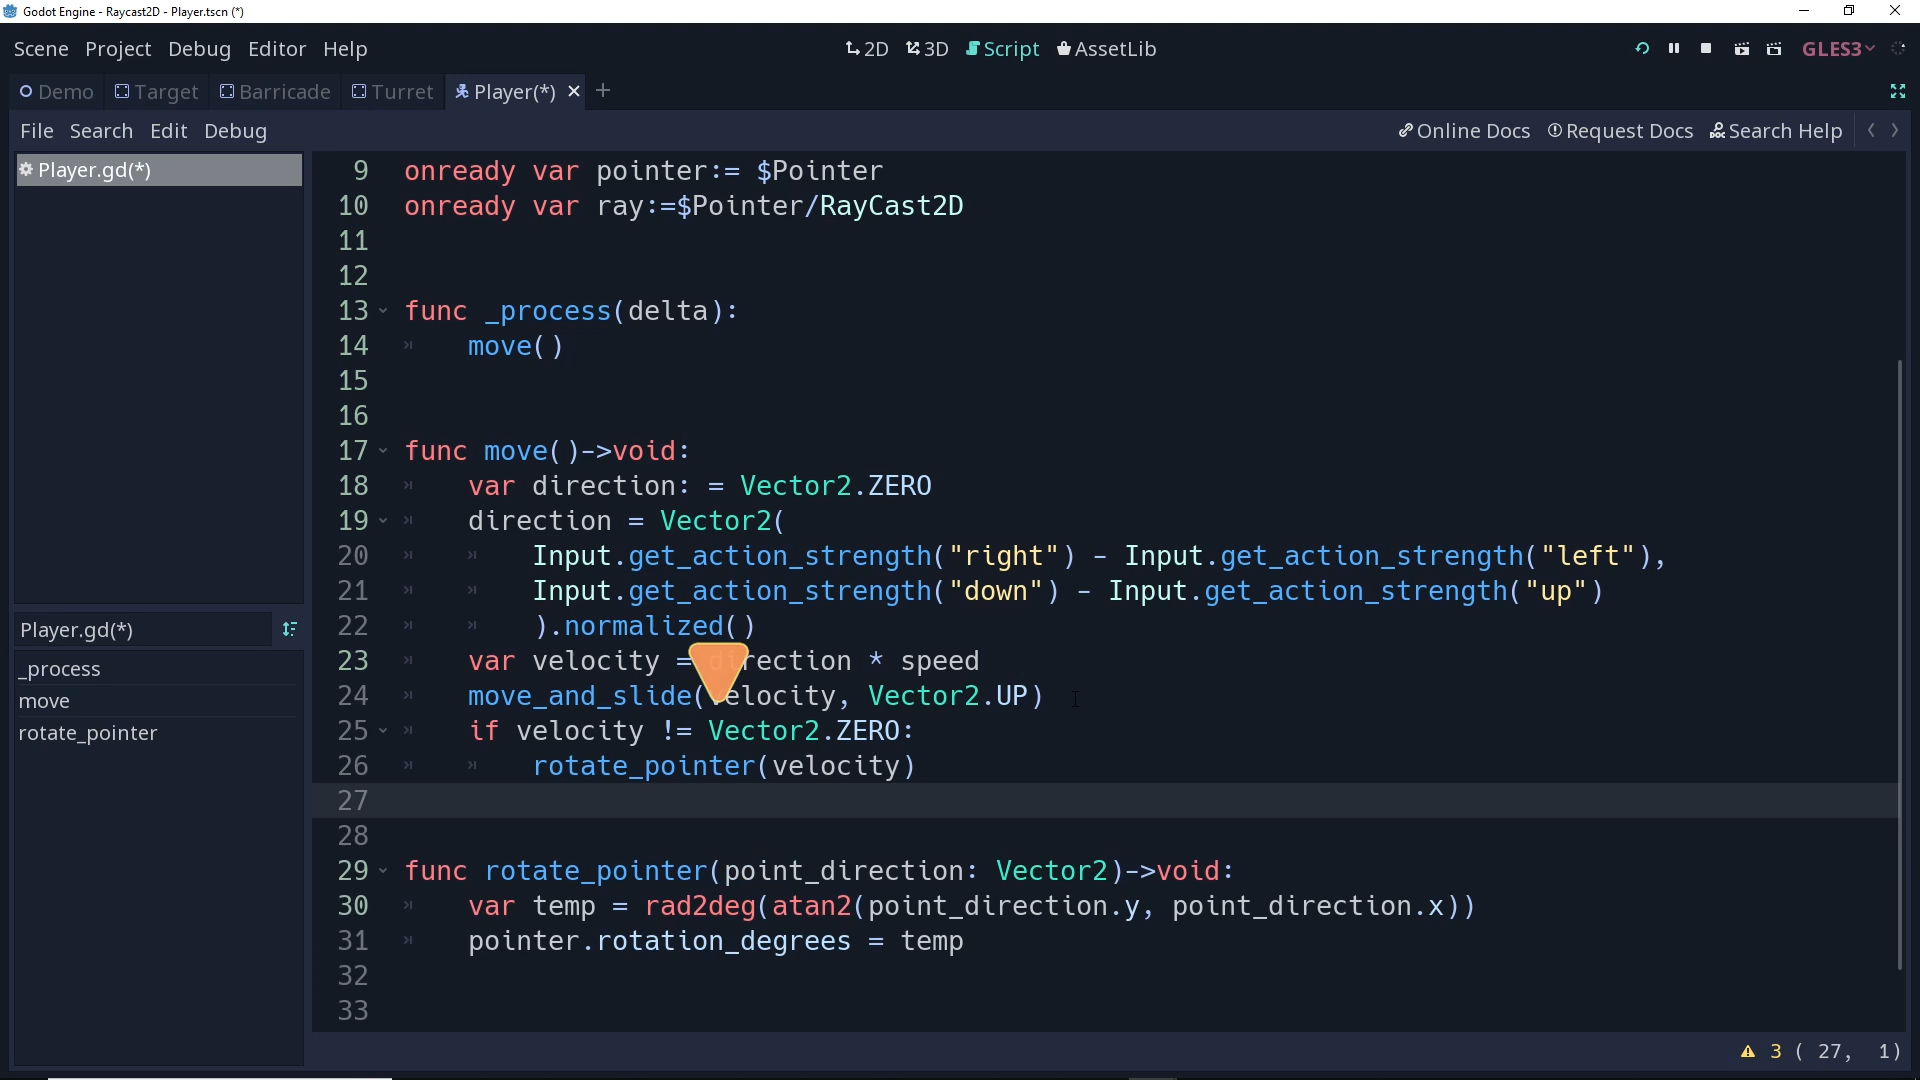 Godot Engine - Raycast2D - Player.tscn (*)
Scene Project Debug Editor Help 2D 3D Script AssetLib GLES3
Demo Target Barricade Turret Player(*)
File Search Edit Debug Online Docs Request Docs Search Help
Player.gd(*)
Player.gd(*)
_process
move
rotate_pointer
9 onready var pointer:= $Pointer
10 onready var ray:=$Pointer/RayCast2D
11
12
13 func _process(delta):
14 move()
15
16
17 func move()->void:
18 var direction: = Vector2.ZERO
19 direction = Vector2(
20 Input.get_action_strength("right") - Input.get_action_strength("left"),
21 Input.get_action_strength("down") - Input.get_action_strength("up")
22 ).normalized()
23 var velocity = direction * speed
24 move_and_slide(velocity, Vector2.UP)
25 if velocity != Vector2.ZERO:
26 rotate_pointer(velocity)
27
28
29 func rotate_pointer(point_direction: Vector2)->void:
30 var temp = rad2deg(atan2(point_direction.y, point_direction.x))
31 pointer.rotation_degrees = temp
32
33
3 ( 27, 1)